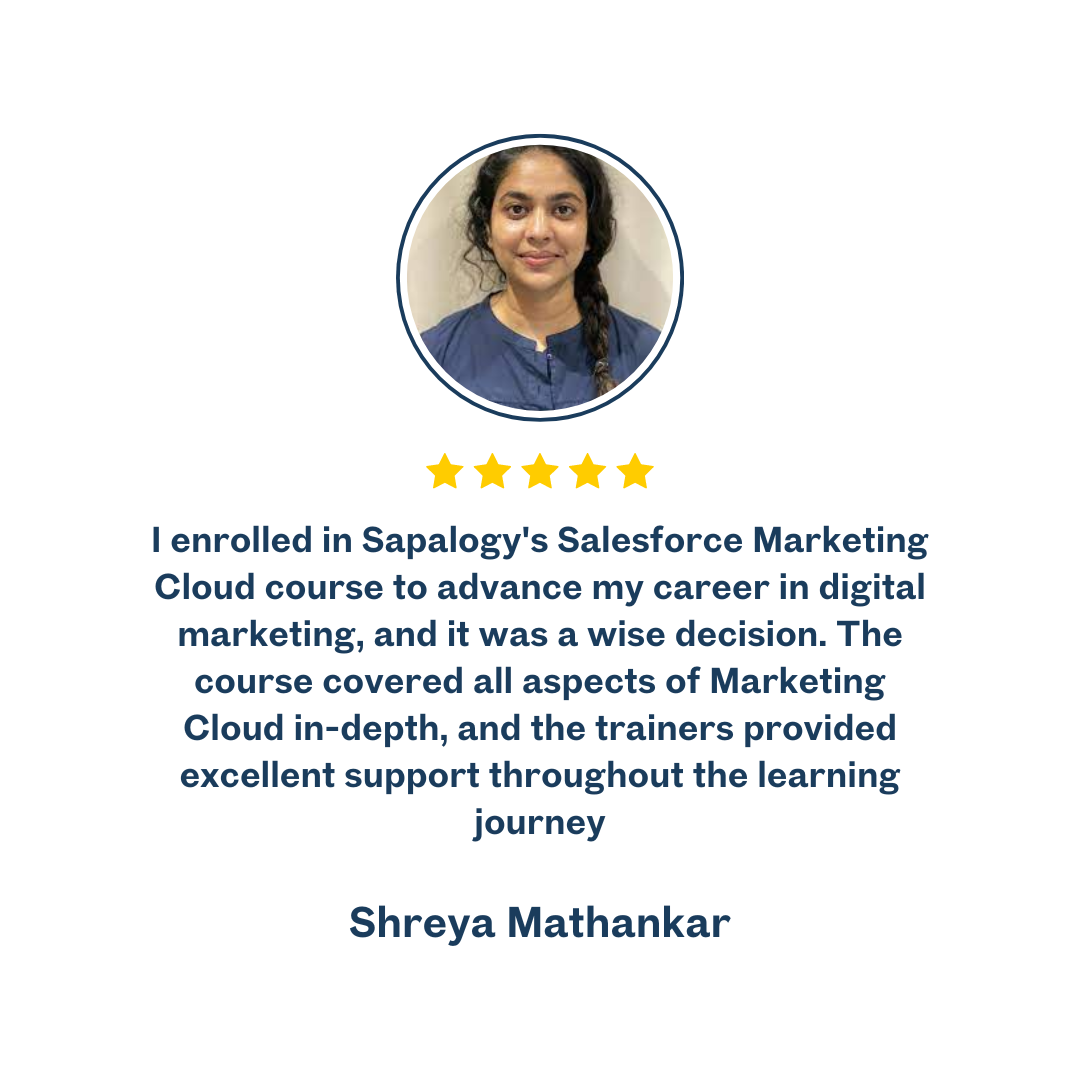 I enrolled in Sapalogy's Salesforce Marketing
Cloud course to advance my career in digital
marketing, and it was a wise decision. The
course covered all aspects of Marketing
Cloud in-depth, and the trainers provided
excellent support throughout the learning
journey
Shreya Mathankar